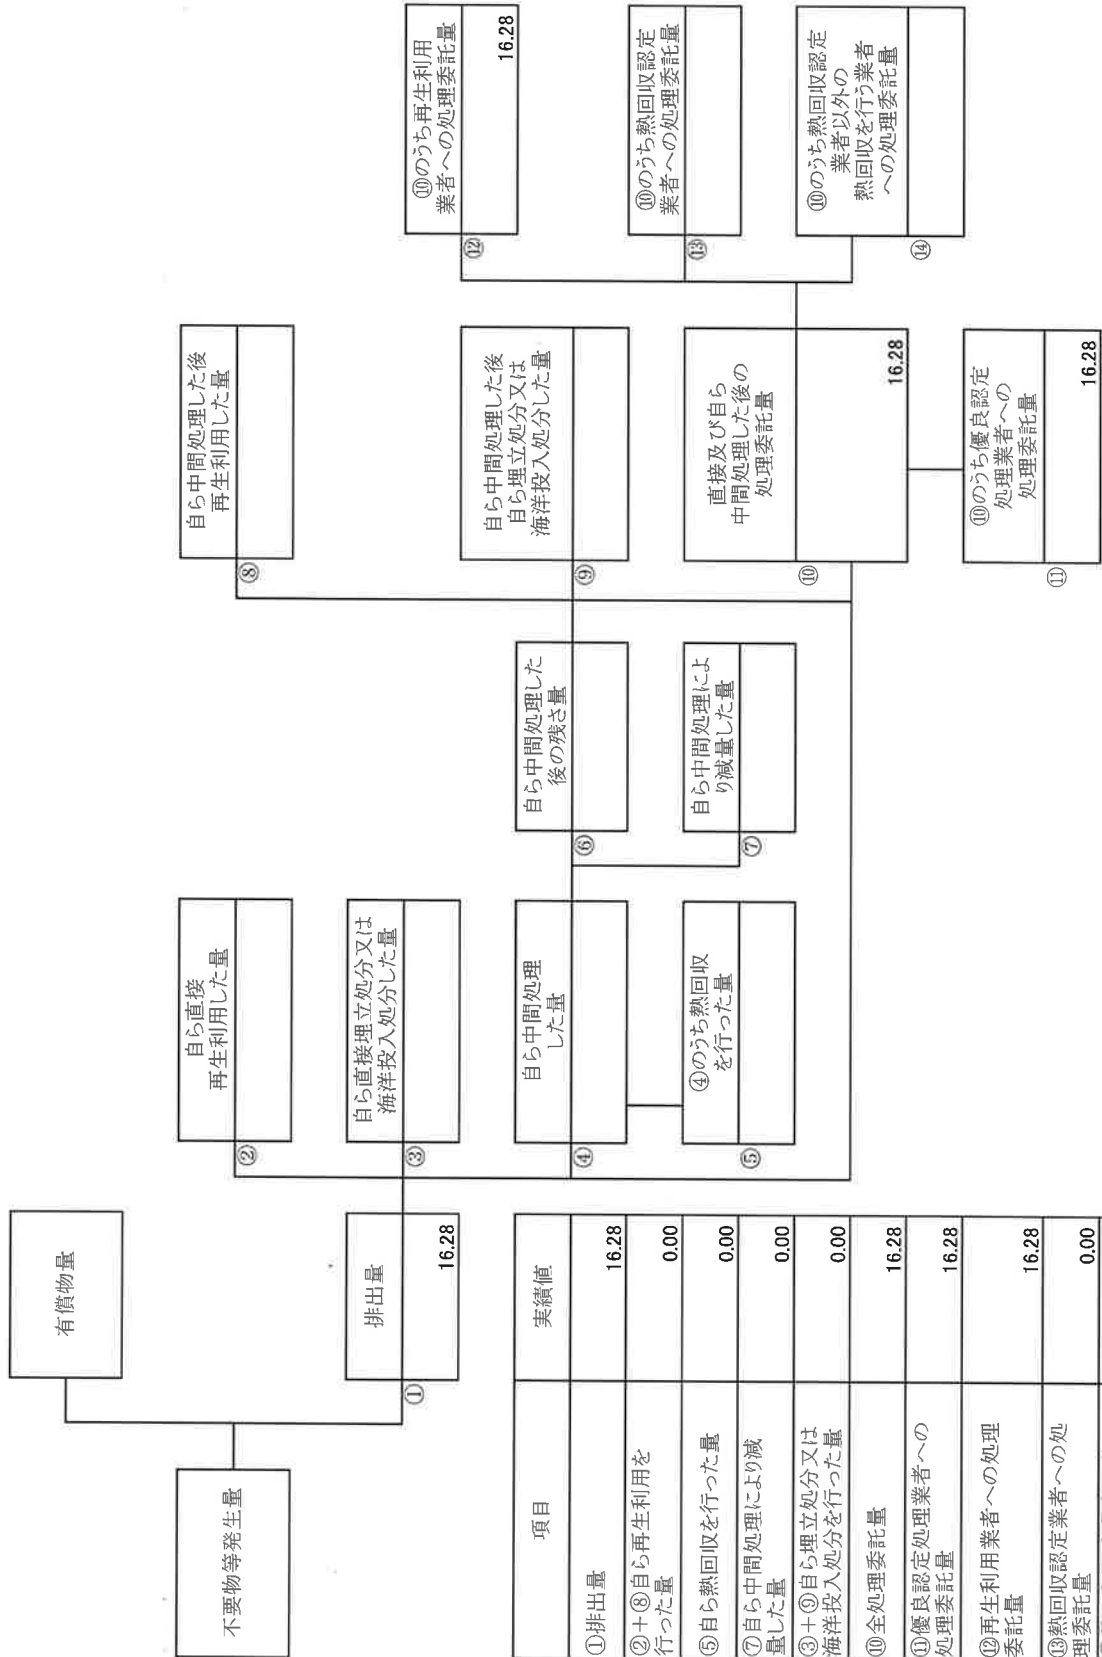 有償物量
不要物等発生量
排出量
①
16.28
自ら直接
再生利用した量
②
自ら直接埋立処分又は
海洋投入処分した量
③
自ら中間処理
した量
④
④のうち熱回収
を行った量
⑤
自ら中間処理した
後の残さ量
⑥
自ら中間処理によ
り減量した量
⑦
自ら中間処理した後
再生利用した量
⑧
自ら中間処理した後
自ら埋立処分又は
海洋投入処分した量
⑨
直接及び自ら
中間処理した後の
処理委託量
⑩
16.28
⑩のうち優良認定
処理業者への
処理委託量
⑪
16.28
⑩のうち再生利用
業者への処理委託量
⑫
16.28
⑩のうち熱回収認定
業者への処理委託量
⑬
⑩のうち熱回収認定
業者以外の
熱回収を行う業者
への処理委託量
⑭
項目 実績値
①排出量 16.28
②+⑧自ら再生利用を
行った量 0.00
⑤自ら熱回収を行った量 0.00
⑦自ら中間処理により減
量した量 0.00
③+⑨自ら埋立処分又は
海洋投入処分を行った量 0.00
⑩全処理委託量 16.28
⑪優良認定処理業者への
処理委託量 16.28
⑫再生利用業者への処理
委託量 16.28
⑬熱回収認定業者への処
理委託量 0.00